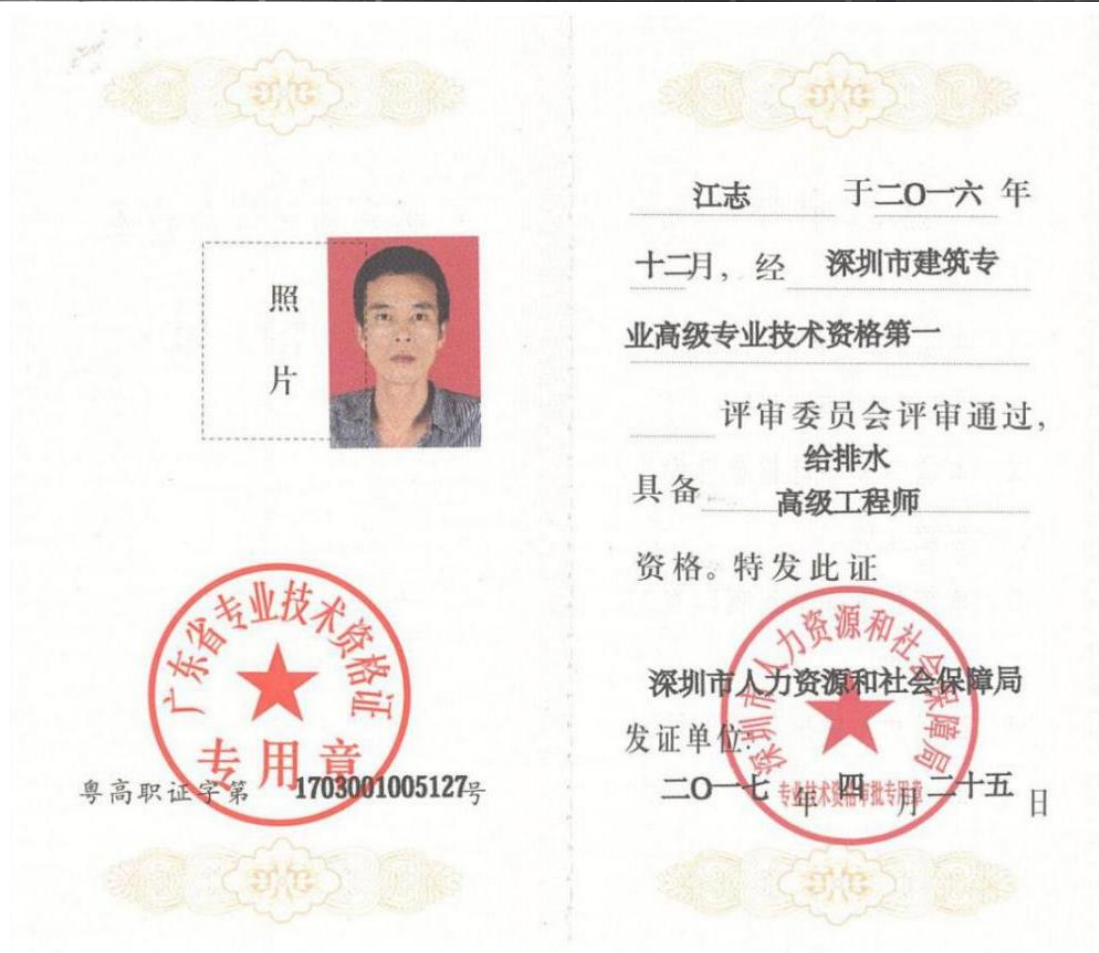 照
片
广东省专业技术资格证
专用章
粤高职证字第 1703001005127号
江志 于二〇一六 年
十二月，经 深圳市建筑专
业高级专业技术资格第一
评审委员会评审通过，
给排水
具备 高级工程师
资格。特发此证
深圳市人力资源和社会保障局
深圳市人力资源和社会保障局
发证单位:
专业技术资格审批专用章
二〇一七 年 四 月 二十五 日